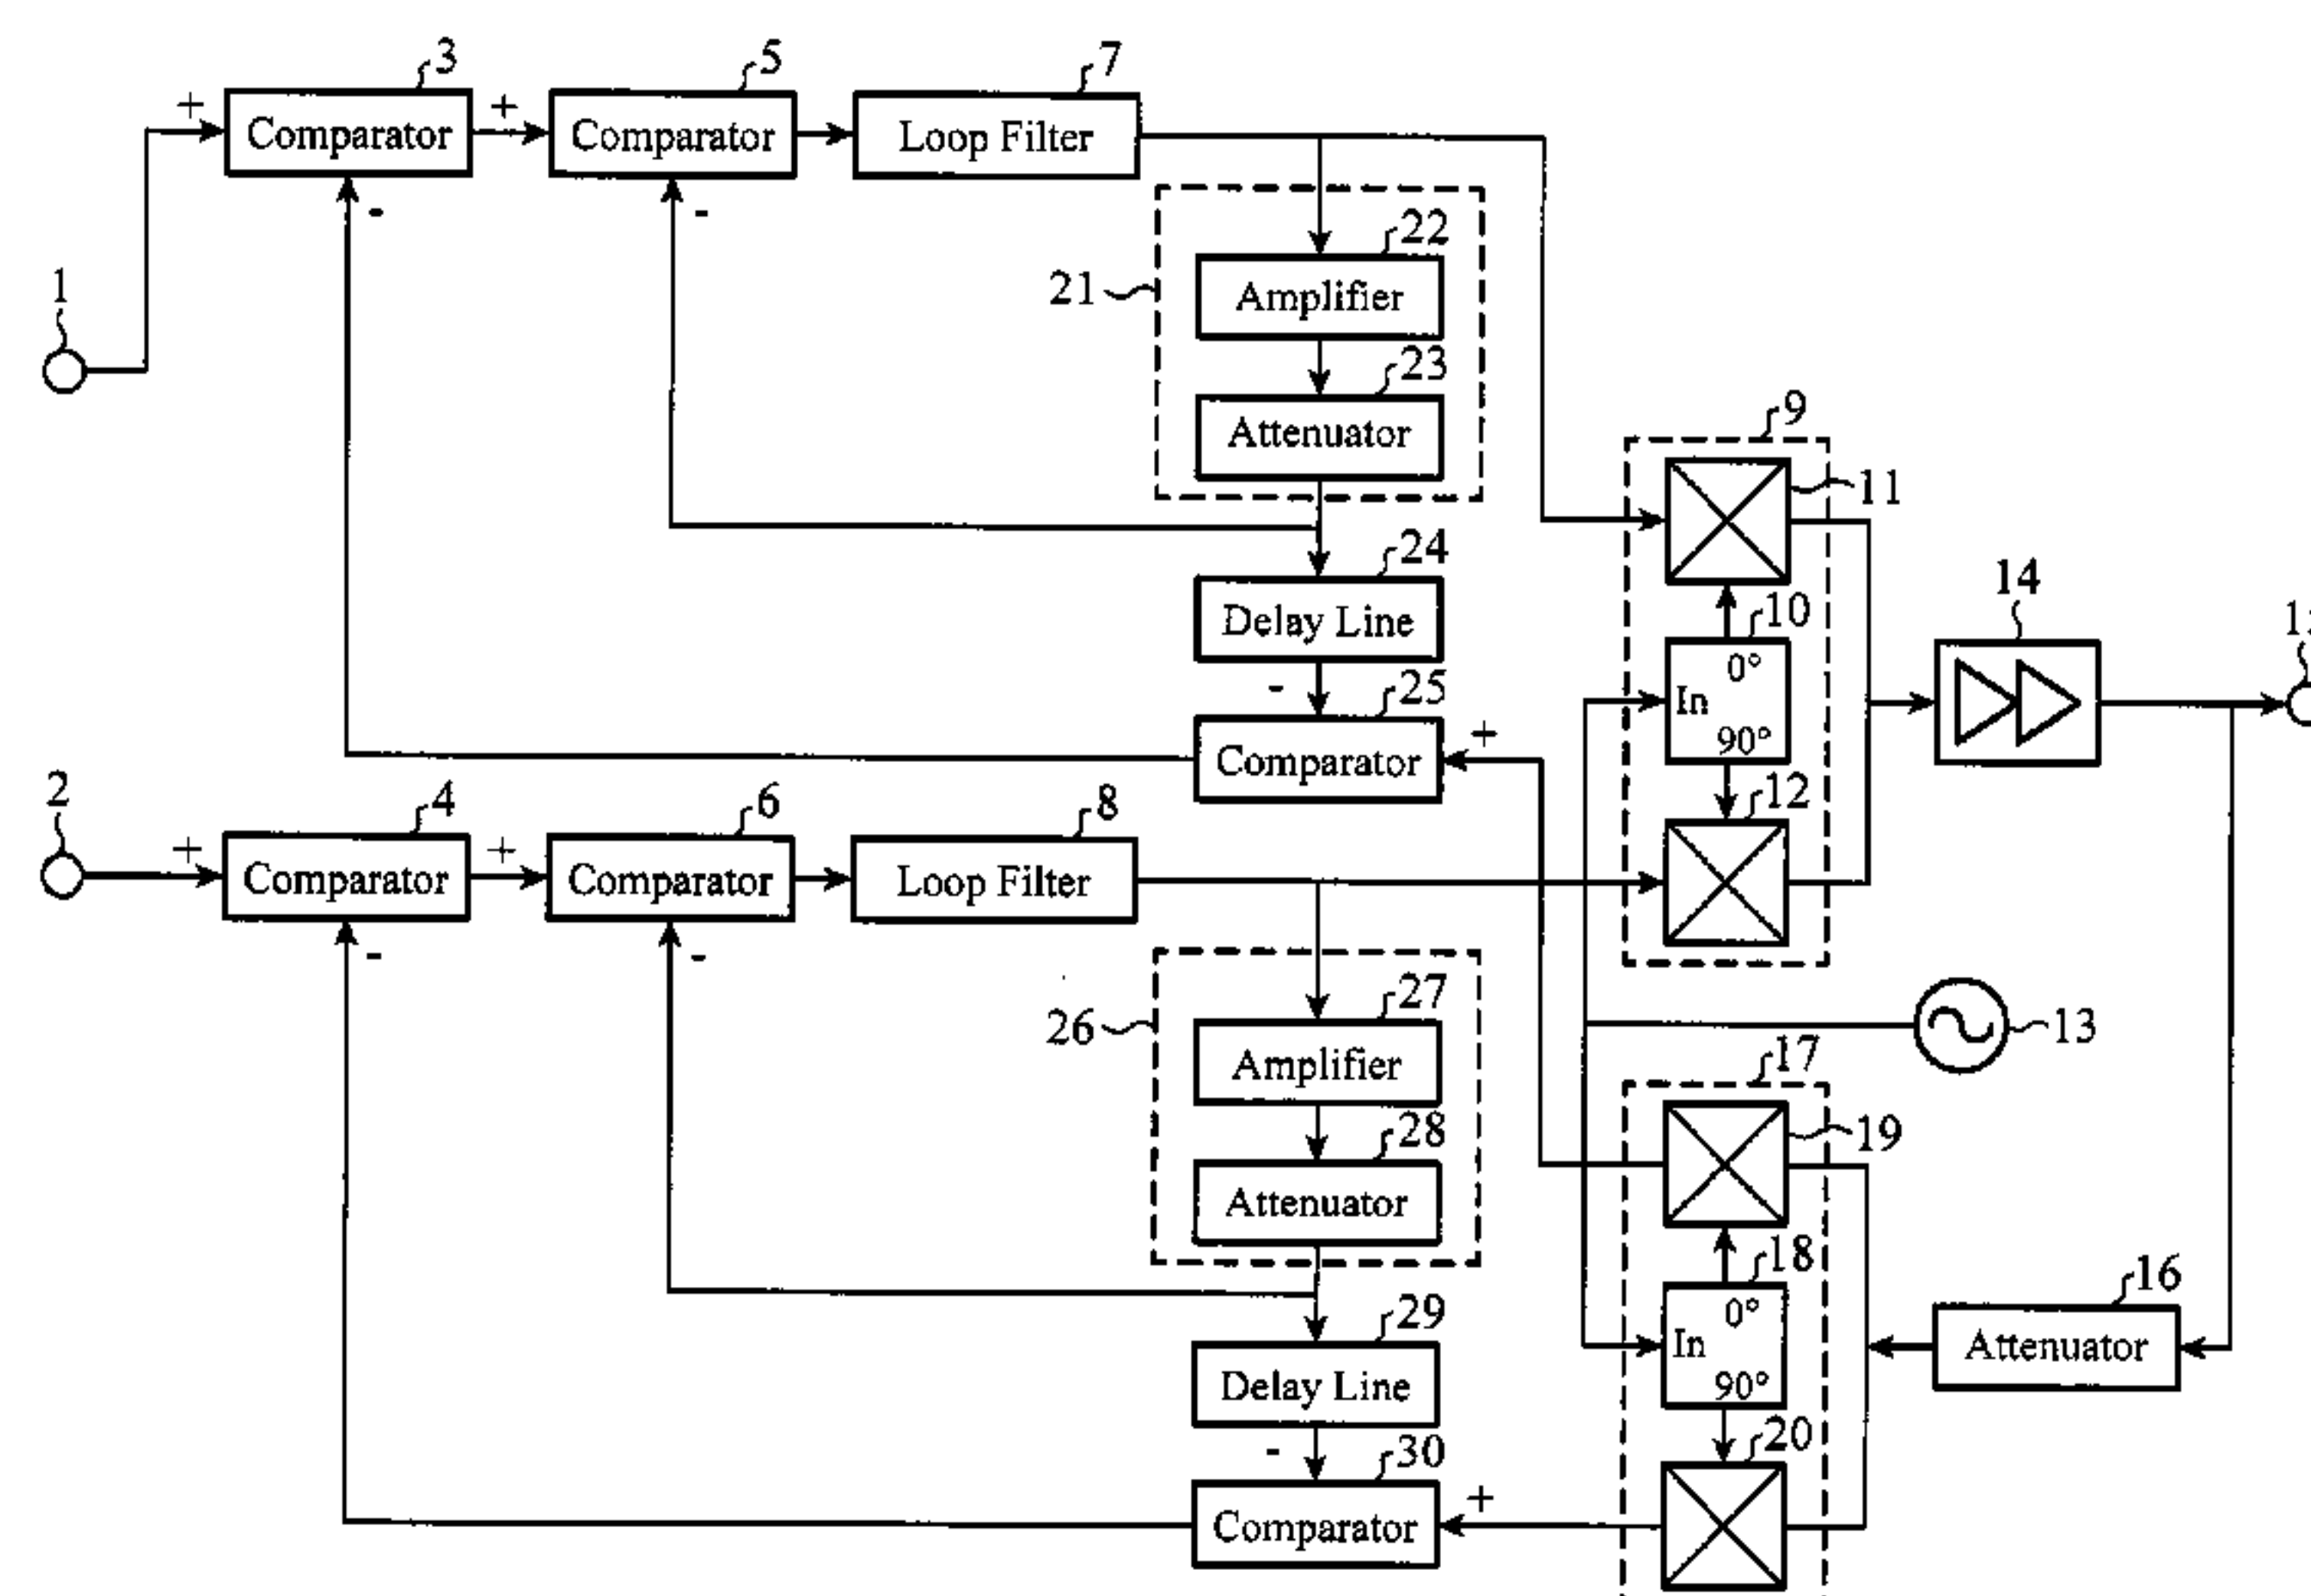 3
5
7
+
Comparator
+
Comparator
Loop Filter
-
-
22
1
21
Amplifier
23
Attenuator
9
11
24
14
Delay Line
10
0°
In
90°
-
25
+
Comparator
2
4
6
8
12
+
Comparator
+
Comparator
Loop Filter
-
-
27
26
Amplifier
13
17
28
19
Attenuator
18
0°
In
90°
16
Attenuator
29
Delay Line
20
-
30
+
Comparator